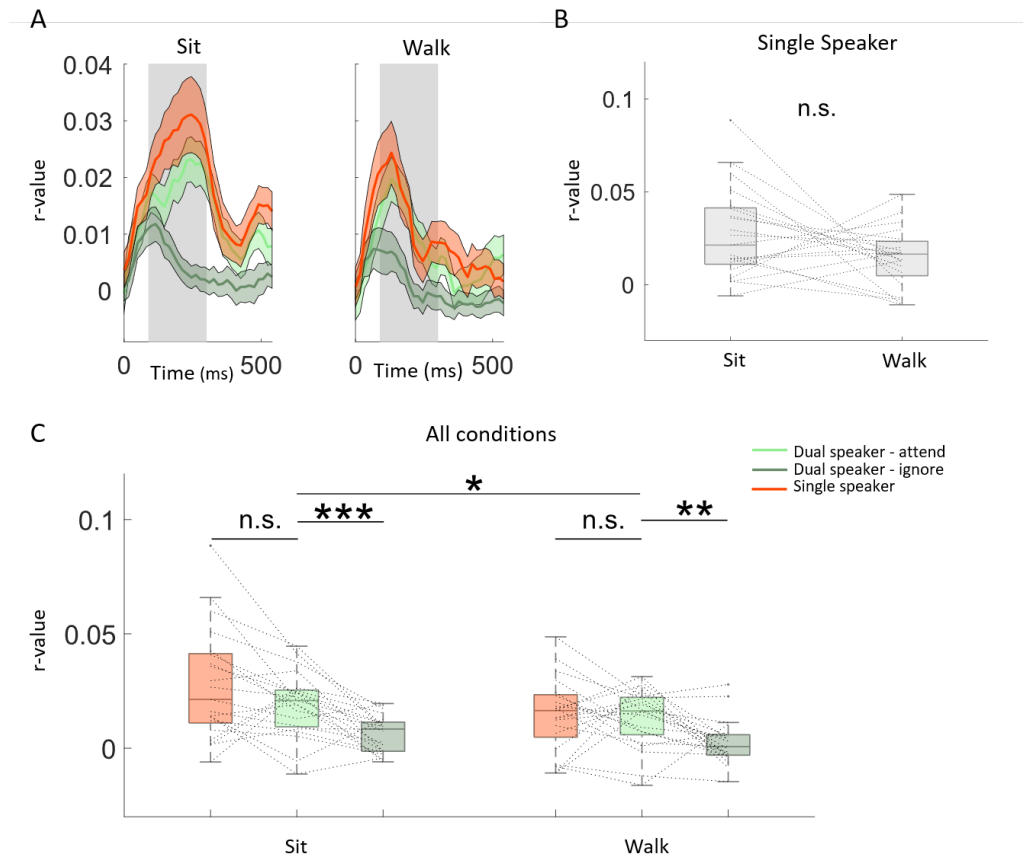 A
Sit
Walk
0.04
0.03
0.02
0.01
0
r-value
0 Time (ms) 500
0 Time (ms) 500
B
Single Speaker
n.s.
0.1
0.05
0
r-value
Sit
Walk
C
All conditions
Dual speaker - attend
Dual speaker - ignore
Single speaker
*
n.s.
***
n.s.
**
0.1
0.05
0
r-value
Sit
Walk